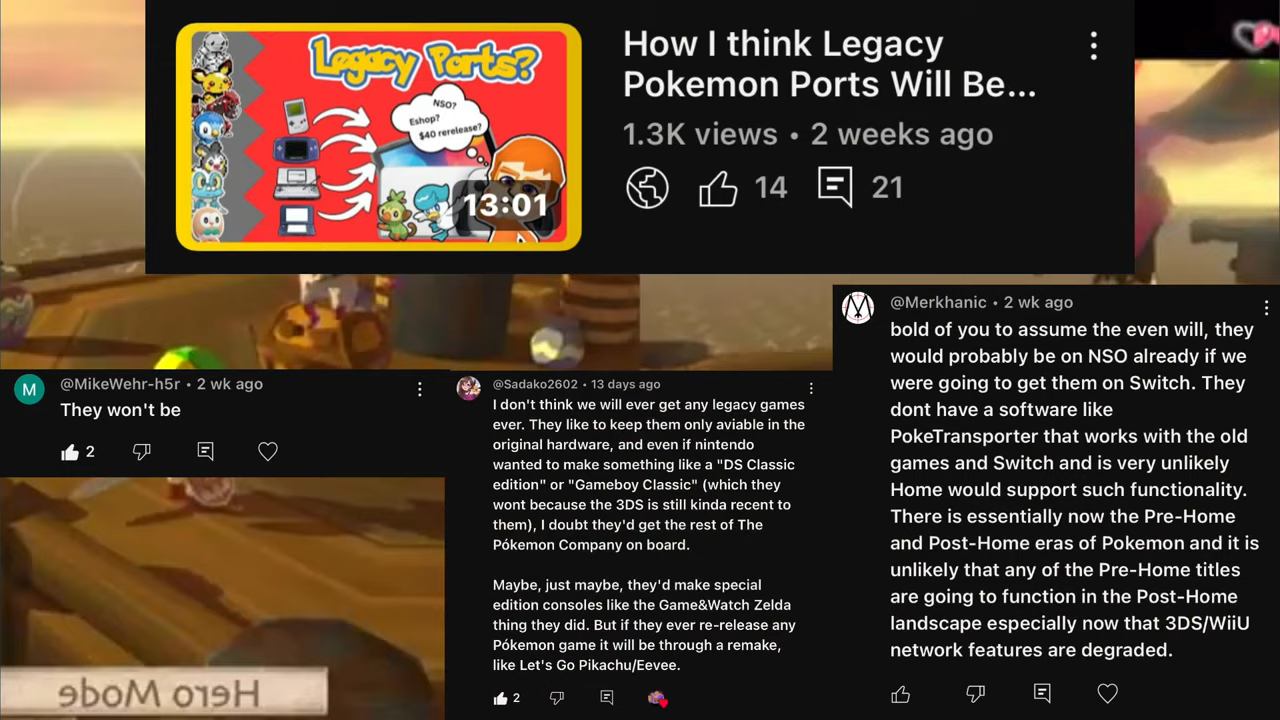 Legacy Ports?
NSO?
Eshop?
$40 rerelease?
13:01
How I think Legacy
Pokemon Ports Will Be...
1.3K views • 2 weeks ago
14
21
@MikeWehr-h5r • 2 wk ago
M
They won't be
2
@Sadako2602 • 13 days ago
I don't think we will ever get any legacy games
ever. They like to keep them only aviable in the
original hardware, and even if nintendo
wanted to make something like a "DS Classic
edition" or "Gameboy Classic" (which they
wont because the 3DS is still kinda recent to
them), I doubt they'd get the rest of The
Pókemon Company on board.
Maybe, just maybe, they'd make special
edition consoles like the Game&Watch Zelda
thing they did. But if they ever re-release any
Pókemon game it will be through a remake,
like Let's Go Pikachu/Eevee.
2
@Merkhanic • 2 wk ago
bold of you to assume the even will, they
would probably be on NSO already if we
were going to get them on Switch. They
dont have a software like
PokeTransporter that works with the old
games and Switch and is very unlikely
Home would support such functionality.
There is essentially now the Pre-Home
and Post-Home eras of Pokemon and it is
unlikely that any of the Pre-Home titles
are going to function in the Post-Home
landscape especially now that 3DS/WiiU
network features are degraded.
Hero Mode